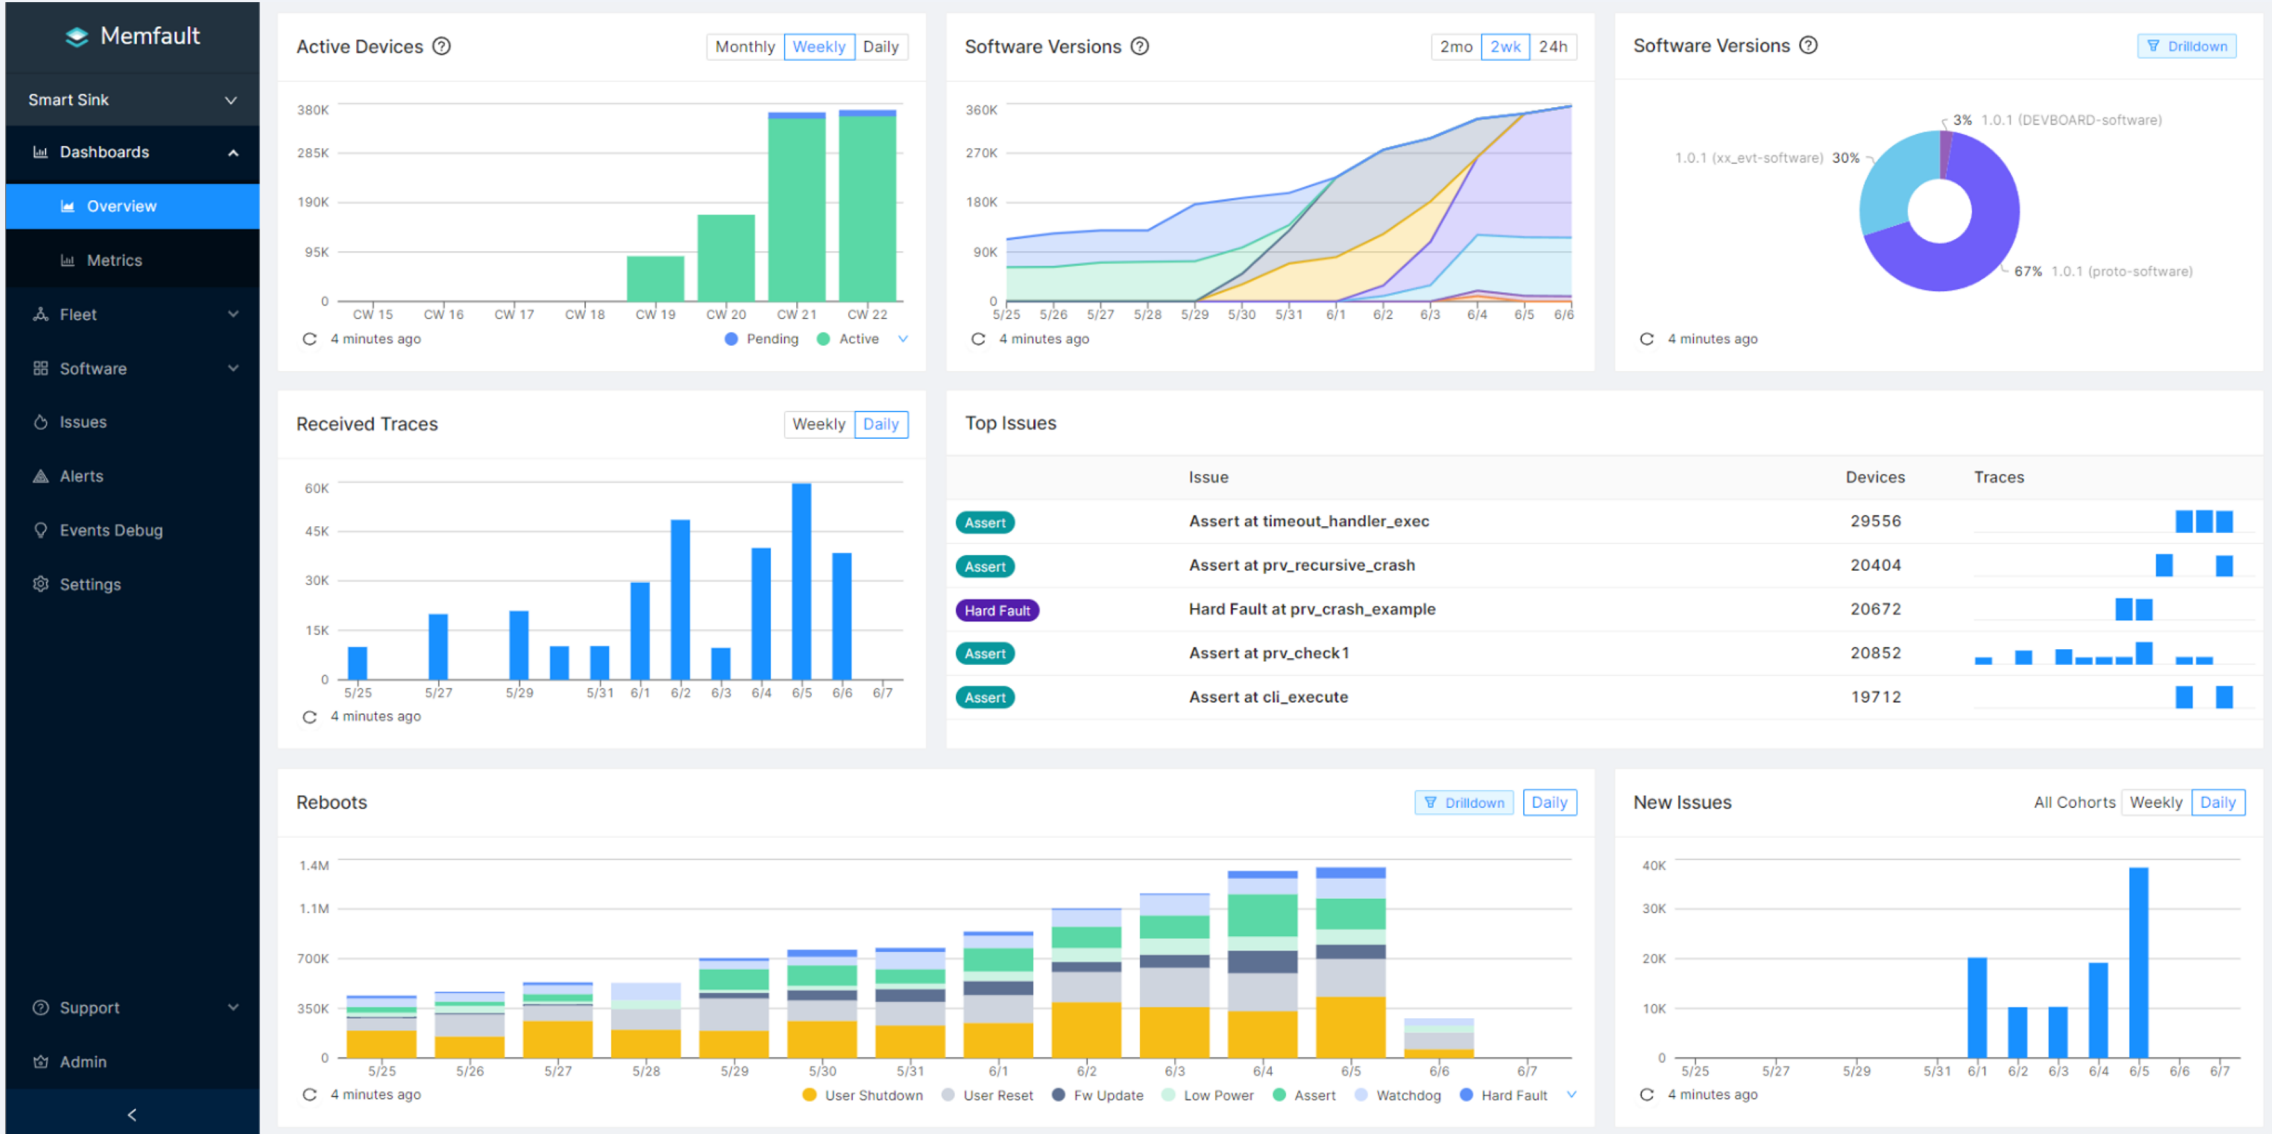 Memfault
Smart Sink
Dashboards
Overview
Metrics
Fleet
Software
Issues
Alerts
Events Debug
Settings
Support
Admin
Active Devices
Monthly Weekly Daily
380K
285K
190K
95K
0
CW 15 CW 16 CW 17 CW 18 CW 19 CW 20 CW 21 CW 22
4 minutes ago Pending Active
Software Versions
2mo 2wk 24h
360K
270K
180K
90K
0
5/25 5/26 5/27 5/28 5/29 5/30 5/31 6/1 6/2 6/3 6/4 6/5 6/6
4 minutes ago
Software Versions
Drilldown
3% 1.0.1 (DEVBOARD-software)
1.0.1 (xx_evt-software) 30%
67% 1.0.1 (proto-software)
4 minutes ago
Received Traces
Weekly Daily
60K
45K
30K
15K
0
5/25 5/27 5/29 5/31 6/1 6/2 6/3 6/4 6/5 6/6 6/7
4 minutes ago
Top Issues
Issue Devices Traces
Assert Assert at timeout_handler_exec 29556
Assert Assert at prv_recursive_crash 20404
Hard Fault Hard Fault at prv_crash_example 20672
Assert Assert at prv_check1 20852
Assert Assert at cli_execute 19712
Reboots
Drilldown Daily
1.4M
1.1M
700K
350K
0
5/25 5/26 5/27 5/28 5/29 5/30 5/31 6/1 6/2 6/3 6/4 6/5 6/6 6/7
4 minutes ago User Shutdown User Reset Fw Update Low Power Assert Watchdog Hard Fault
New Issues
All Cohorts Weekly Daily
40K
30K
20K
10K
0
5/25 5/27 5/29 5/31 6/1 6/2 6/3 6/4 6/5 6/6 6/7
4 minutes ago